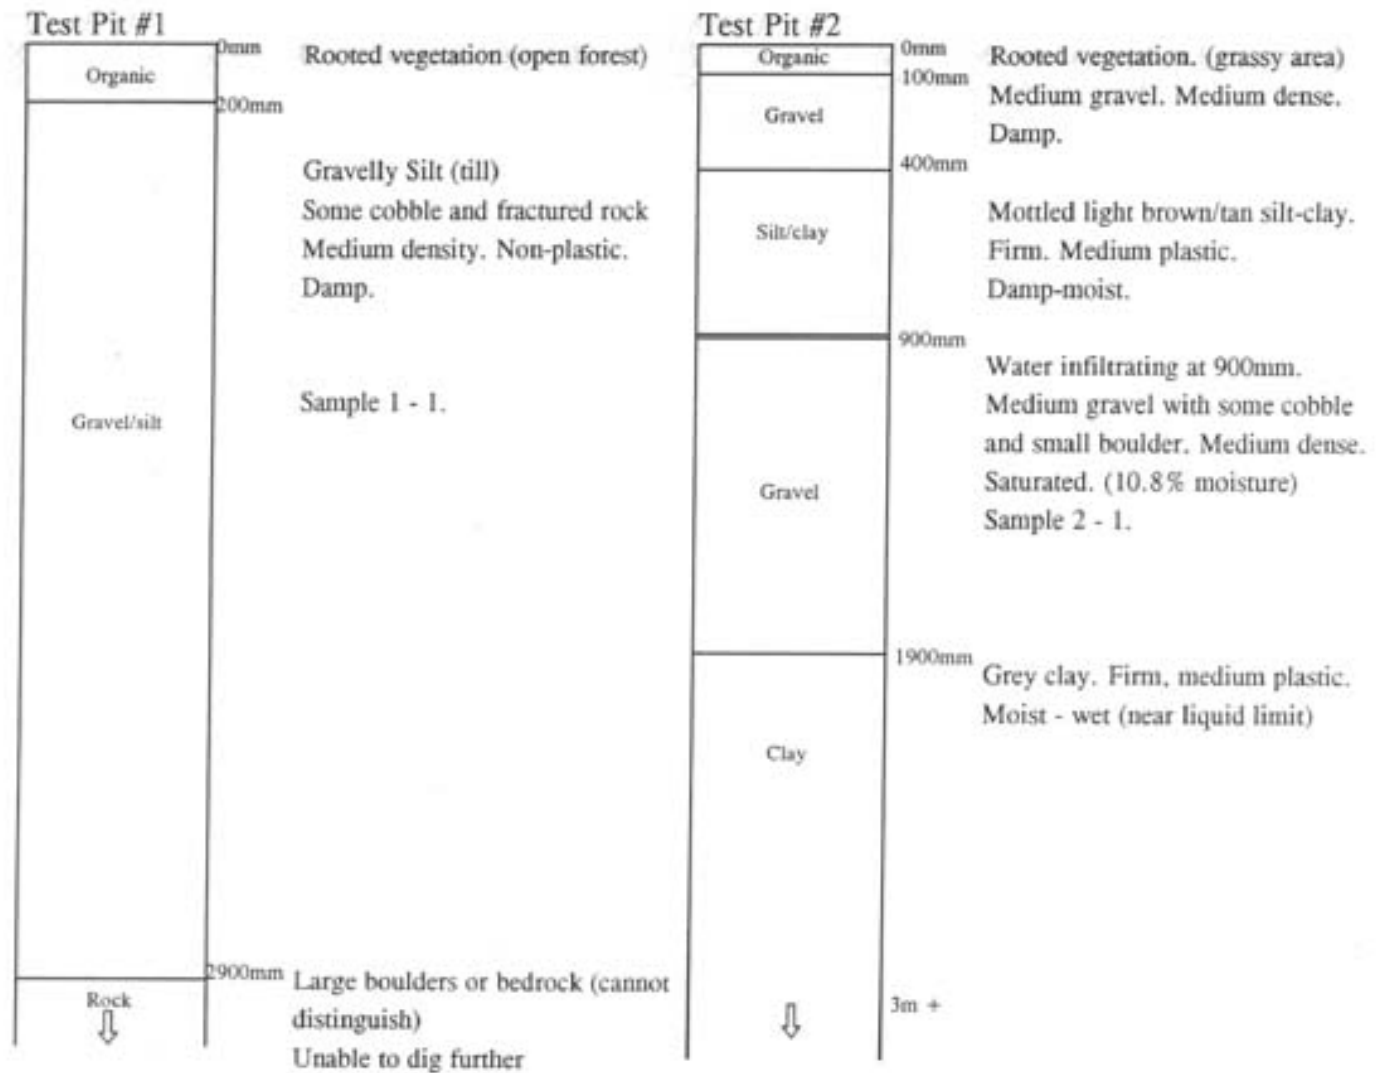 Test Pit #1
0mm
Organic
Rooted vegetation (open forest)
200mm
Gravelly Silt (till)
Some cobble and fractured rock
Medium density. Non-plastic.
Damp.
Sample 1 - 1.
Gravel/silt
2900mm
Rock
Large boulders or bedrock (cannot
distinguish)
Unable to dig further
Test Pit #2
0mm
Organic
Rooted vegetation. (grassy area)
100mm
Medium gravel. Medium dense.
Damp.
Gravel
400mm
Silt/clay
Mottled light brown/tan silt-clay.
Firm. Medium plastic.
Damp-moist.
900mm
Water infiltrating at 900mm.
Medium gravel with some cobble
and small boulder. Medium dense.
Saturated. (10.8% moisture)
Sample 2 - 1.
Gravel
1900mm
Grey clay. Firm, medium plastic.
Moist - wet (near liquid limit)
Clay
3m +